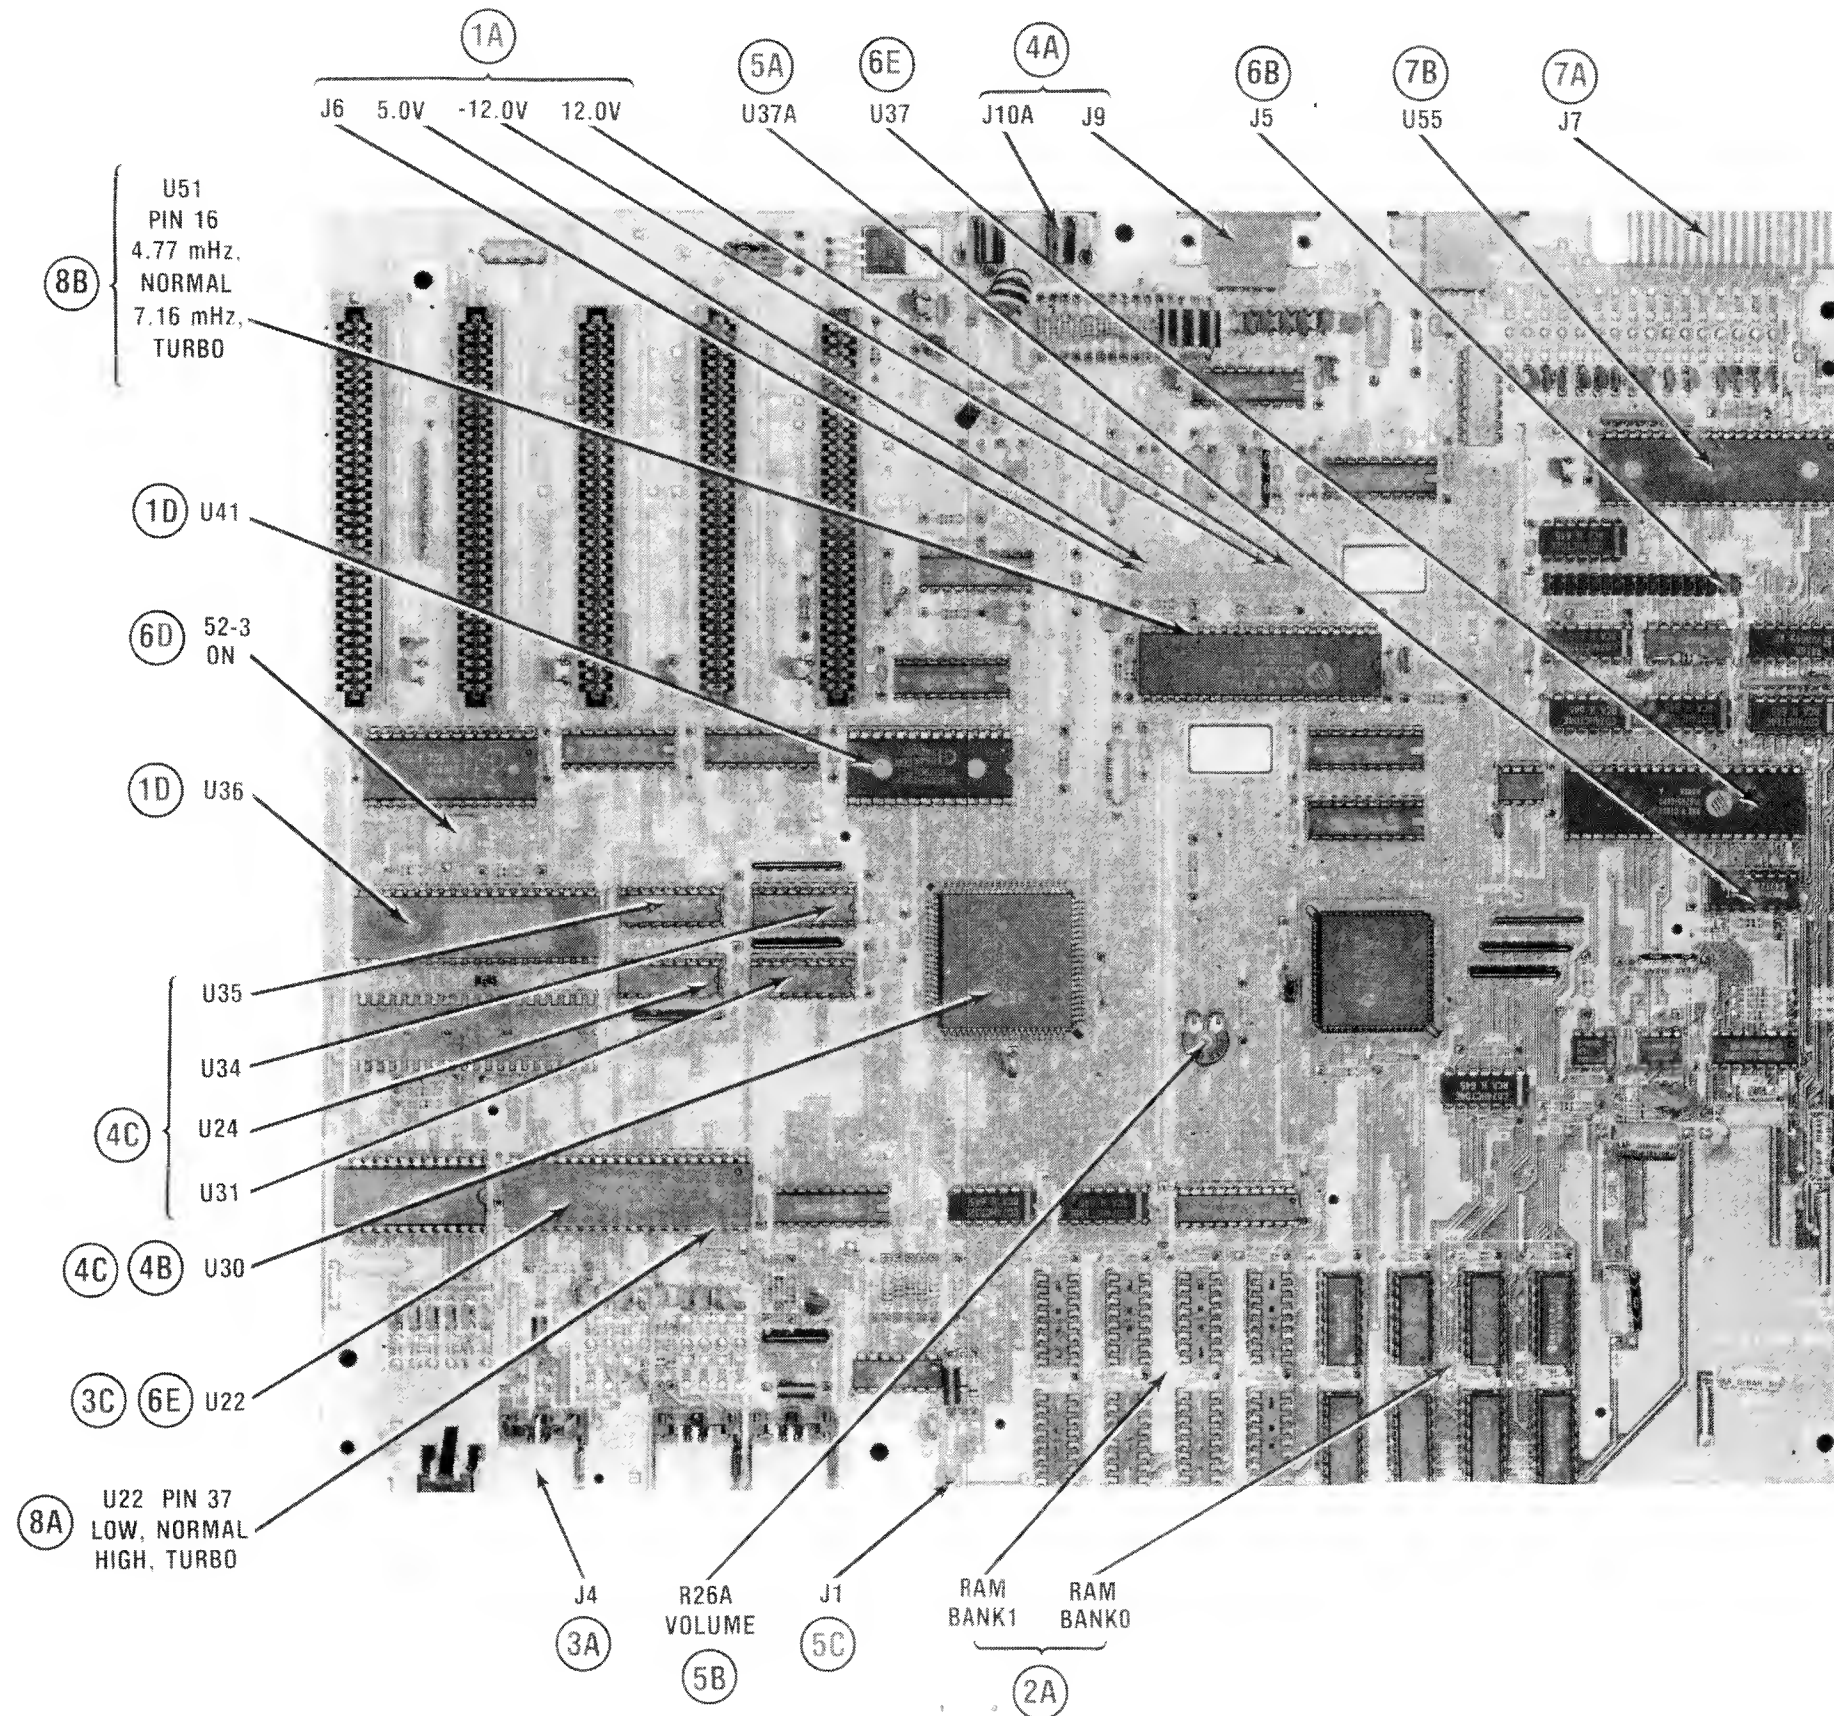 1A
5A
6E
4A
6B
7B
7A
J6 5.0V -12.0V 12.0V
U37A
U37
J10A J9
J5
U55
J7
8B
U51
PIN 16
4.77 mHz,
NORMAL
7.16 mHz,
TURBO
1D U41
6D 52-3
ON
1D U36
4C
U35
U34
U24
U31
4C 4B U30
3C 6E U22
8A
U22 PIN 37
LOW, NORMAL
HIGH, TURBO
J4
3A
R26A
VOLUME
5B
J1
5C
RAM
BANK1
RAM
BANK0
2A